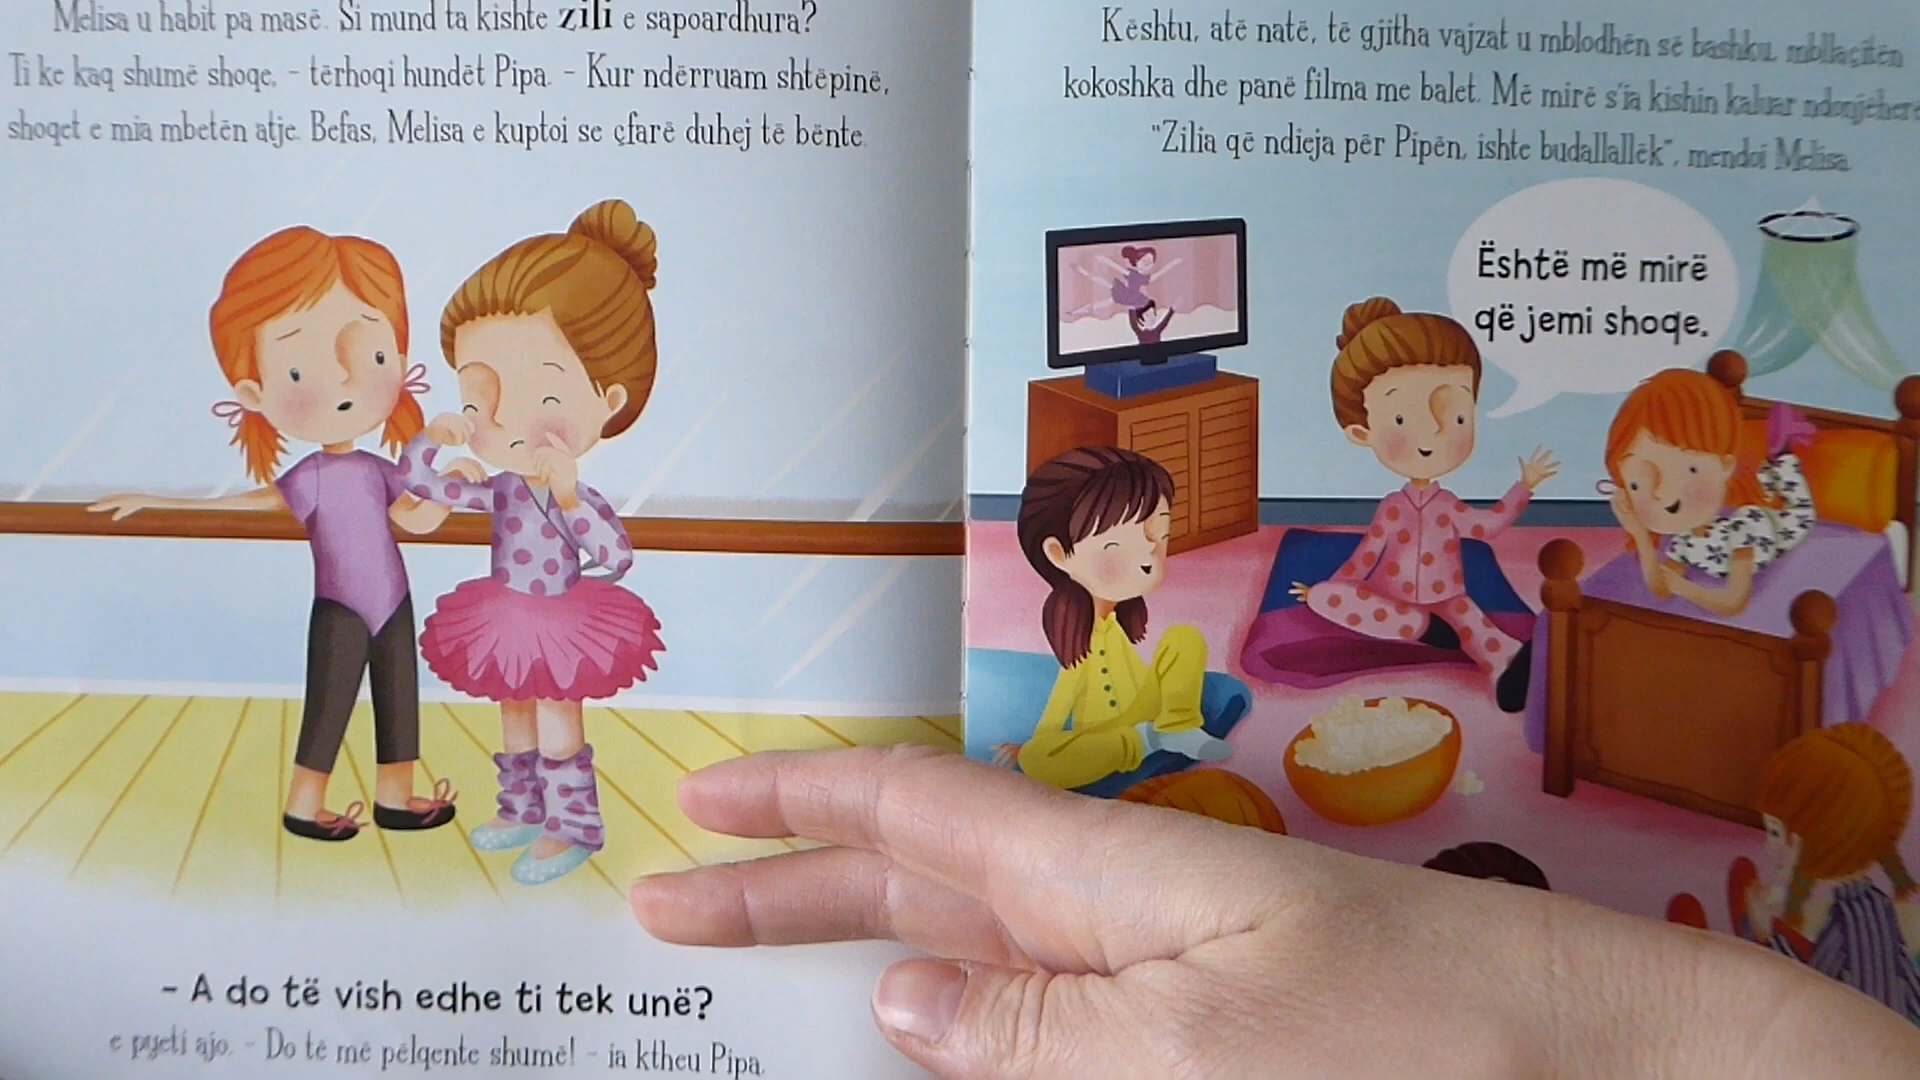 Melisa u habit pa masë. Si mund ta kishte zili e sapoardhura?
Ti ke kaq shumë shoqe, – tërhoqi hundët Pipa. – Kur ndërruam shtëpinë,
shoqet e mia mbetën atje. Befas, Melisa e kuptoi se çfarë duhej të bënte.
– A do të vish edhe ti tek unë?
e pyeti ajo. – Do të më pëlqente shumë! – ia ktheu Pipa.
Kështu, atë natë, të gjitha vajzat u mblodhën së bashku, mbllaçitën
kokoshka dhe panë filma me balet. Më mirë s'ia kishin kaluar ndonjëherë
"Zilia që ndieja për Pipën, ishte budallallëk", mendoi Melisa.
Është më mirë
që jemi shoqe.